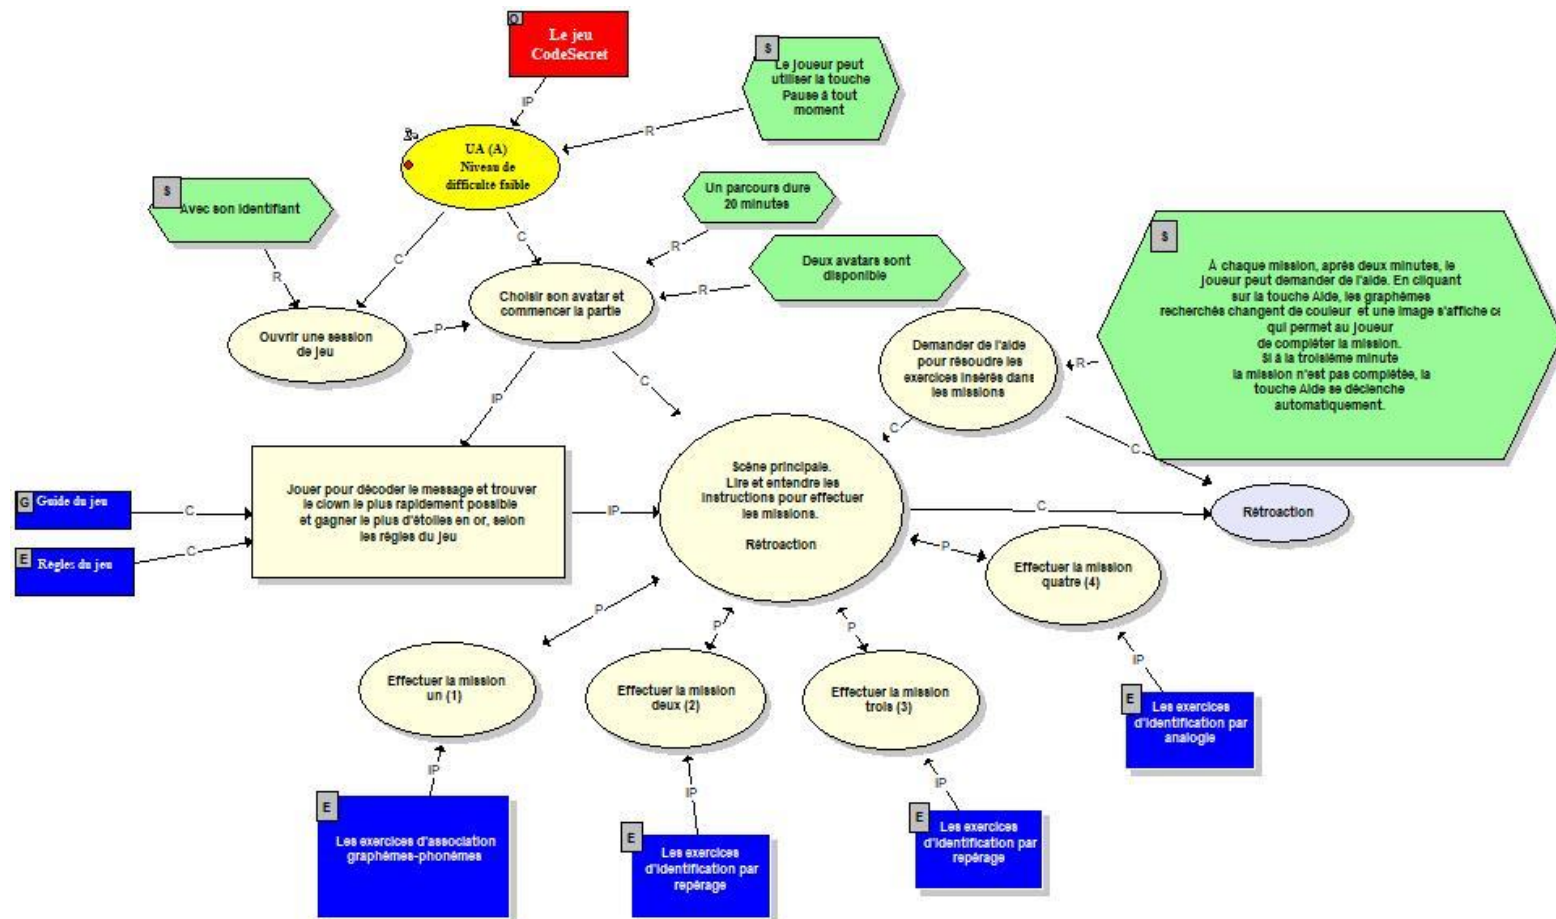 O
Le jeu
CodeSecret
$
Le joueur peut
utiliser la touche
Pause à tout
moment
IP
R
UA (A)
Niveau de
difficulté faible
$
Avec son identifiant
Un parcours dure
20 minutes
C
C
R
R
Deux avatars sont
disponible
R
Choisir son avatar et
commencer la partie
Ouvrir une session
de jeu
P
$
À chaque mission, après deux minutes, le
joueur peut demander de l'aide. En cliquant
sur la touche Aide, les graphèmes
recherchés changent de couleur et une image s'affiche ce
qui permet au joueur
de compléter la mission.
Si à la troisième minute
la mission n'est pas complétée, la
touche Aide se déclenche
automatiquement.
Demander de l'aide
pour résoudre les
exercices insérés dans
les missions
R
C
IP
C
C
Jouer pour décoder le message et trouver
le clown le plus rapidement possible
et gagner le plus d'étoiles en or, selon
les règles du jeu
Scène principale.
Lire et entendre les
instructions pour effectuer
les missions.
Rétroaction
G
Guide du jeu
C
IP
C
Rétroaction
E
Règles du jeu
C
P
Effectuer la mission
quatre (4)
P
P
P
Effectuer la mission
un (1)
Effectuer la mission
deux (2)
Effectuer la mission
trois (3)
IP
E
Les exercices
d'identification par
analogie
IP
IP
IP
E
Les exercices d'association
graphèmes-phonèmes
E
Les exercices
d'identification par
repérage
E
Les exercices
d'identification par
repérage